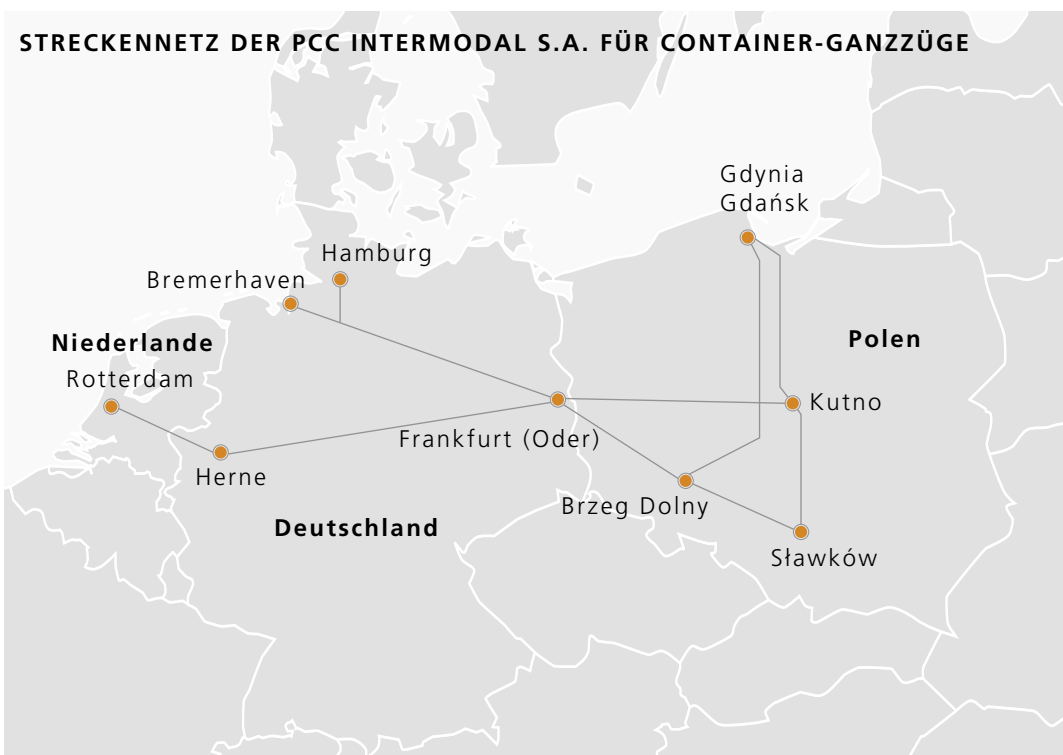 STRECKENNETZ DER PCC INTERMODAL S.A. FÜR CONTAINER-GANZZÜGE
Gdynia
Gdańsk
Hamburg
Bremerhaven
Niederlande
Polen
Rotterdam
Kutno
Frankfurt (Oder)
Herne
Brzeg Dolny
Deutschland
Sławków